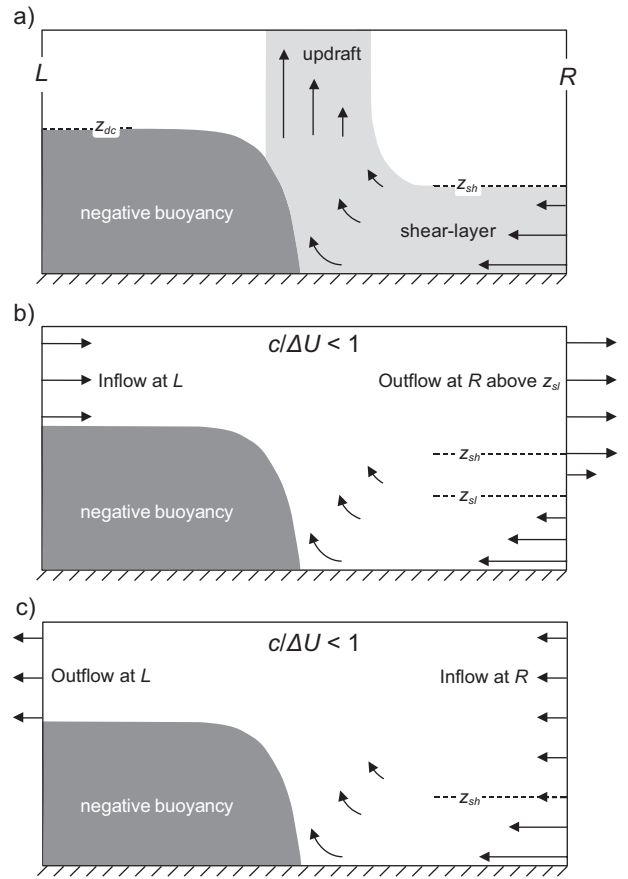 a)
updraft
L
R
z_dc
z_sh
negative buoyancy
shear-layer
b)
c/ΔU < 1
Inflow at L
Outflow at R above z_sl
z_sh
z_sl
negative buoyancy
c)
c/ΔU < 1
Outflow at L
Inflow at R
z_sh
negative buoyancy